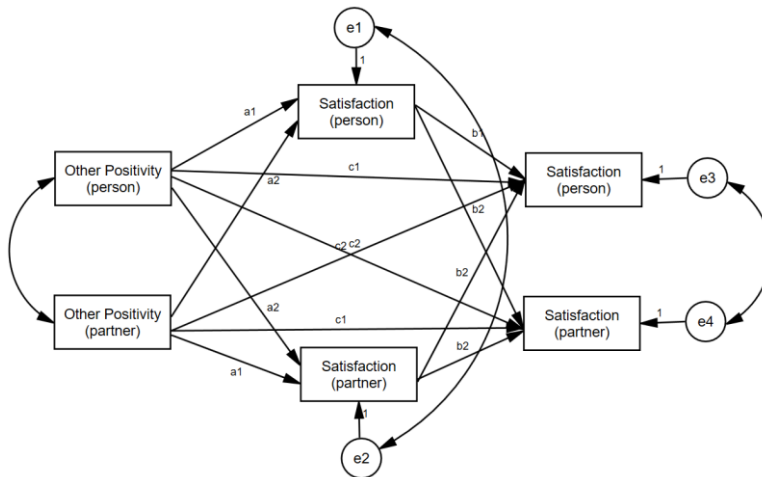 e1
1
Satisfaction
(person)
a1
b1
Other Positivity
(person)
c1
Satisfaction
(person)
1
e3
a2
b2
c2
c2
b2
a2
Other Positivity
(partner)
c1
Satisfaction
(partner)
1
e4
b2
a1
Satisfaction
(partner)
1
e2